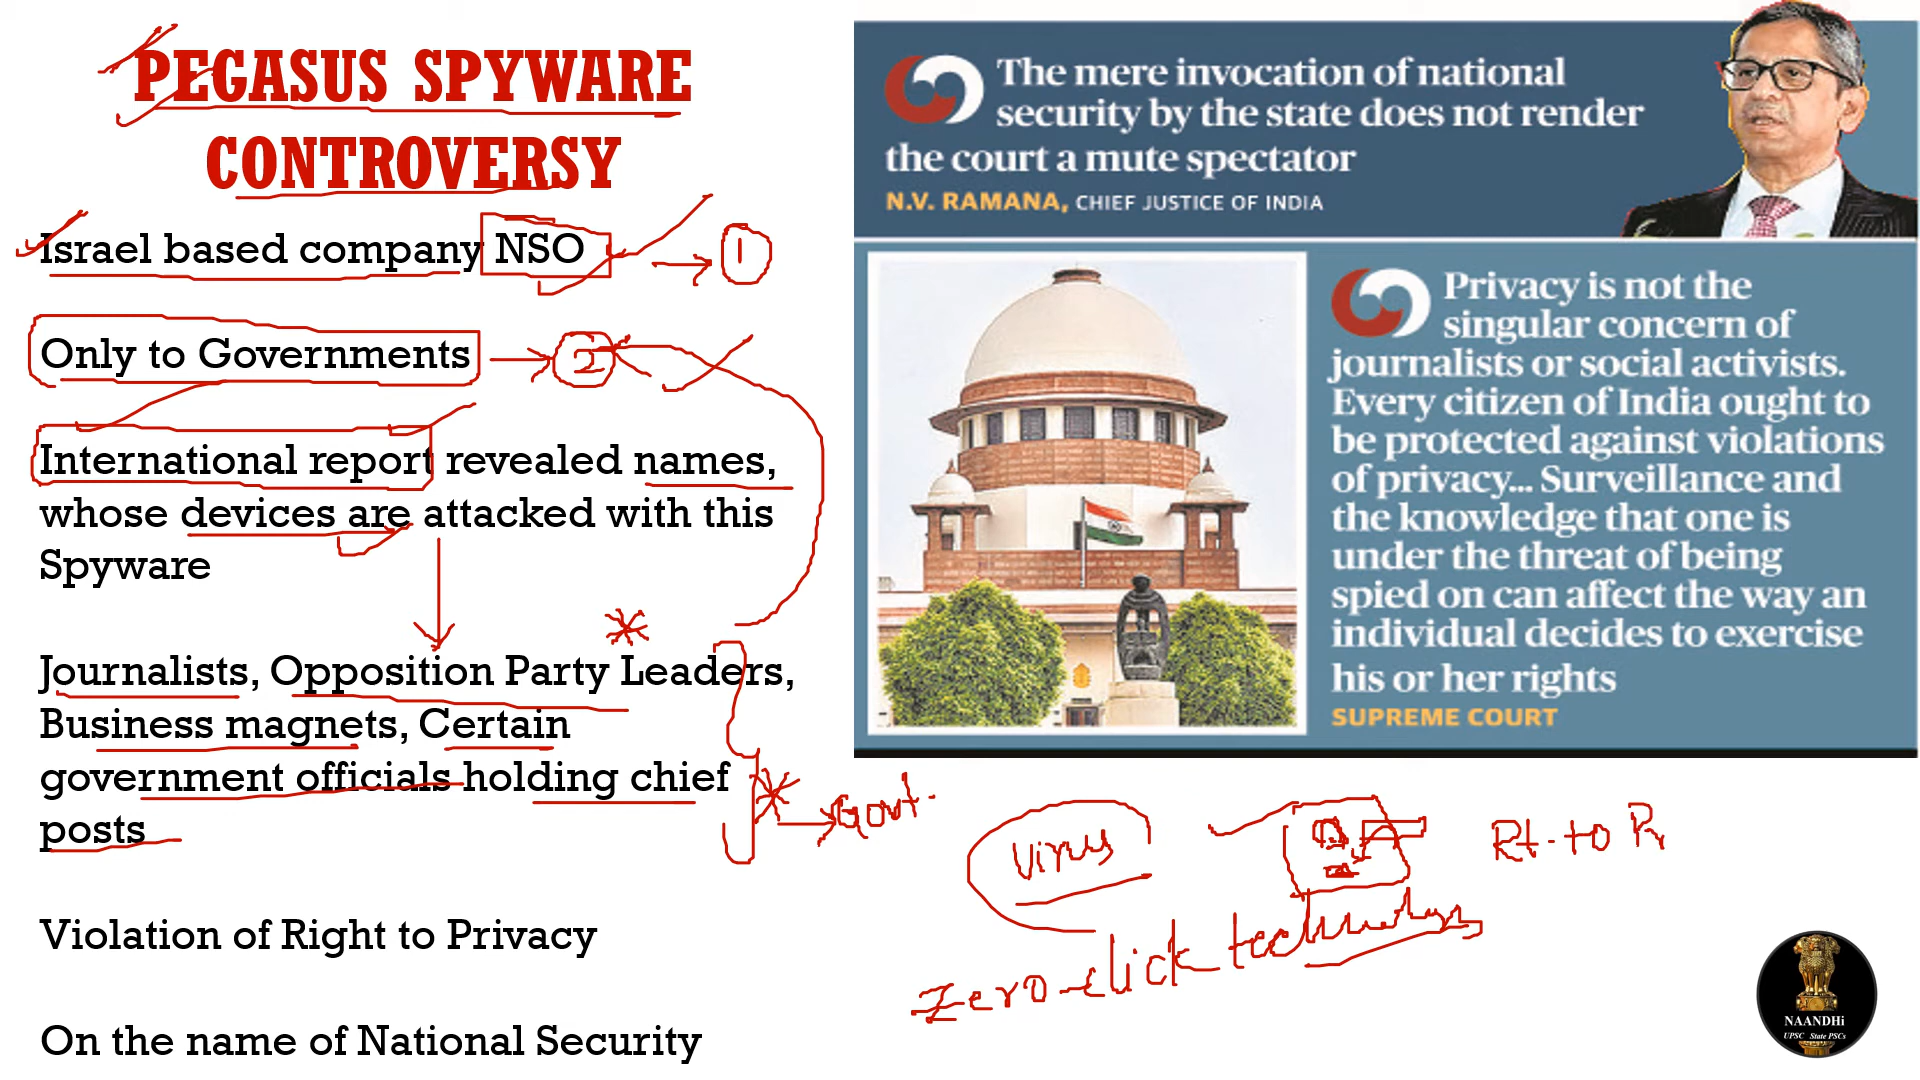 PEGASUS SPYWARE
CONTROVERSY
Israel based company NSO
1
Only to Governments
2
International report revealed names,
whose devices are attacked with this
Spyware
Journalists, Opposition Party Leaders,
Business magnets, Certain
government officials holding chief
posts
Govt.
Violation of Right to Privacy
On the name of National Security
The mere invocation of national
security by the state does not render
the court a mute spectator
N.V. RAMANA, CHIEF JUSTICE OF INDIA
Privacy is not the
singular concern of
journalists or social activists.
Every citizen of India ought to
be protected against violations
of privacy... Surveillance and
the knowledge that one is
under the threat of being
spied on can affect the way an
individual decides to exercise
his or her rights
SUPREME COURT
Virus
Rt. to Pr
Zero-click technology
NAANDHi
UPSC State PSCs